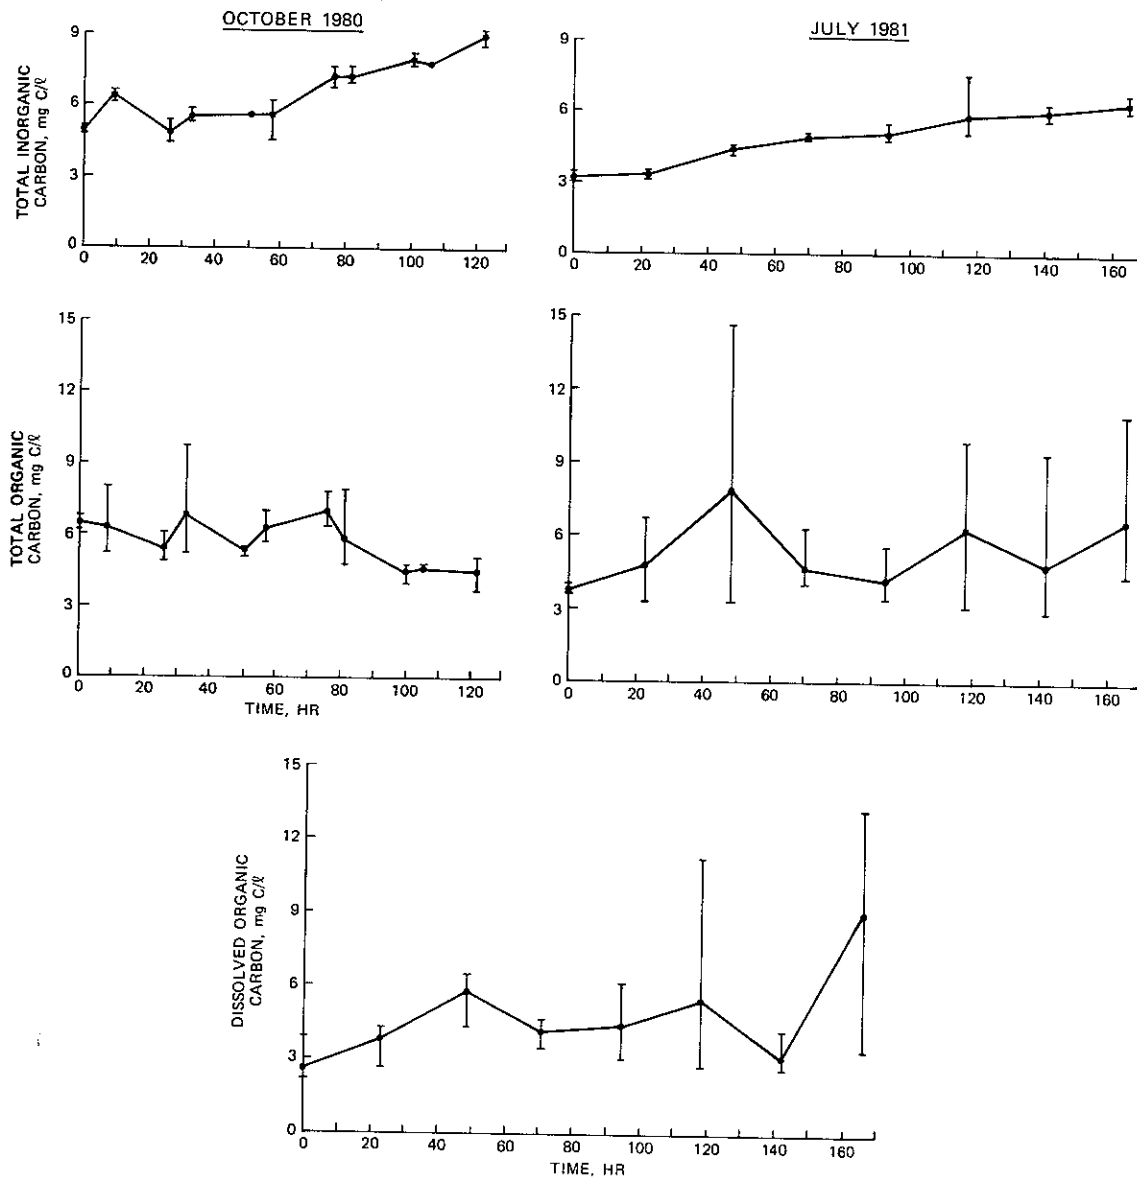 OCTOBER 1980
JULY 1981
TOTAL INORGANIC
CARBON, mg C/ℓ
9
6
3
0
0 20 40 60 80 100 120
9
6
3
0
0 20 40 60 80 100 120 140 160
TOTAL ORGANIC
CARBON, mg C/ℓ
15
12
9
6
3
0
0 20 40 60 80 100 120
TIME, HR
15
12
9
6
3
0
0 20 40 60 80 100 120 140 160
DISSOLVED ORGANIC
CARBON, mg C/ℓ
15
12
9
6
3
0
0 20 40 60 80 100 120 140 160
TIME, HR